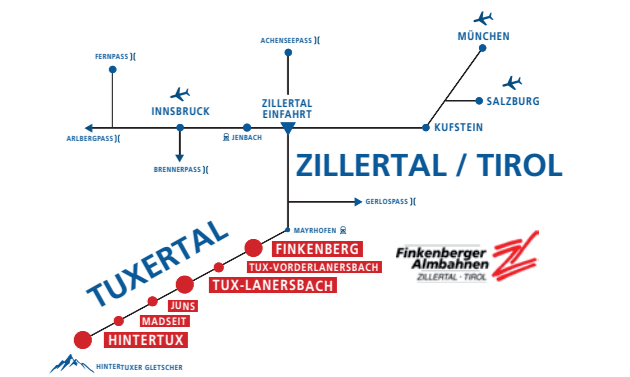 MÜNCHEN
ACHENSEEPASS
FERNPASS
SALZBURG
ZILLERTAL
EINFAHRT
INNSBRUCK
KUFSTEIN
ARLBERGPASS
JENBACH
BRENNERPASS
ZILLERTAL / TIROL
GERLOSPASS
MAYRHOFEN
TUXERTAL
FINKENBERG
TUX-VORDERLANERSBACH
TUX-LANERSBACH
JUNS
MADSEIT
HINTERTUX
HINTERTUXER GLETSCHER
Finkenberger
Almbahnen
ZILLERTAL · TIROL